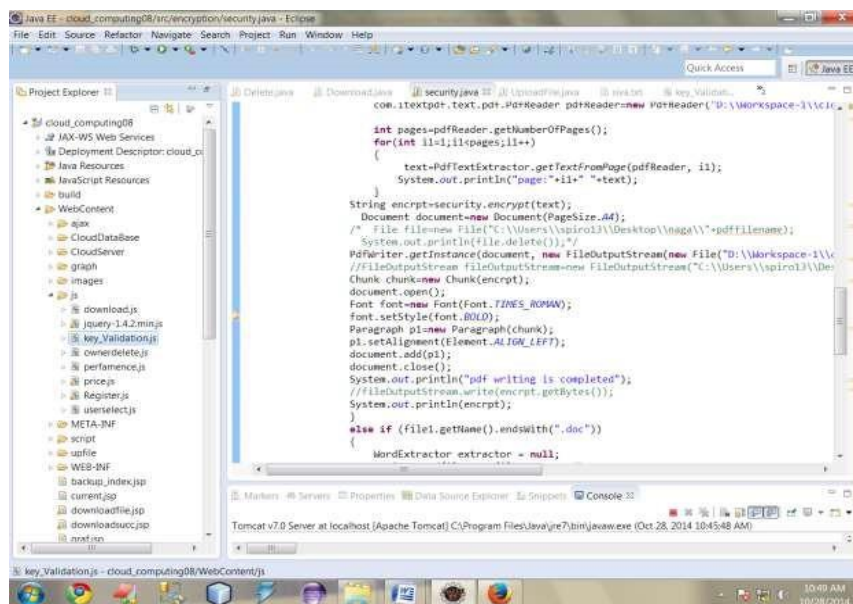 Java EE - cloud_computing08/src/encryption/security.java - Eclipse
File Edit Source Refactor Navigate Search Project Run Window Help
Quick Access
Java EE
Project Explorer
cloud_computing08
JAX-WS Web Services
Deployment Descriptor: cloud_co
Java Resources
JavaScript Resources
build
WebContent
ajax
CloudDataBase
CloudServer
graph
images
js
download.js
jquery-1.4.2.min.js
key_Validation.js
ownerdelete.js
perfamence.js
price.js
Register.js
userselect.js
META-INF
script
upfile
WEB-INF
backup_index.jsp
current.jsp
downloadfile.jsp
downloadsucc.jsp
Delete.java Download.java security.java UploadFile.java key_Validati...
com.itextpdf.text.pdf.PdfReader pdfReader=new PdfReader("D:\\Workspace-1\\clo
int pages=pdfReader.getNumberOfPages();
for(int i1=1;i1<pages;i1++)
{
text=PdfTextExtractor.getTextFromPage(pdfReader, i1);
System.out.println("page:"+i1+" "+text);
}
String encrpt=security.encrypt(text);
Document document=new Document(PageSize.A4);
/* File file=new File("C:\\Users\\spiro13\\Desktop\\naga\\"+pdffilename);
System.out.println(file.delete());*/
PdfWriter.getInstance(document, new FileOutputStream(new File("D:\\Workspace-1\\c
//FileOutputStream fileOutputStream=new FileOutputStream("C:\\Users\\spiro13\\Des
Chunk chunk=new Chunk(encrpt);
document.open();
Font font=new Font(Font.TIMES_ROMAN);
font.setStyle(font.BOLD);
Paragraph p1=new Paragraph(chunk);
p1.setAlignment(Element.ALIGN_LEFT);
document.add(p1);
document.close();
System.out.println("pdf writing is completed");
//fileOutputStream.write(encrpt.getBytes());
System.out.println(encrpt);
}
else if (file1.getName().endsWith(".doc"))
{
WordExtractor extractor = null;
Markers Servers Properties Data Source Explorer Snippets Console
Tomcat v7.0 Server at localhost [Apache Tomcat] C:\Program Files\Java\jre7\bin\javaw.exe (Oct 28, 2014 10:45:48 AM)
key_Validation.js - cloud_computing08/WebContent/js
10:49 AM
10/28/2014